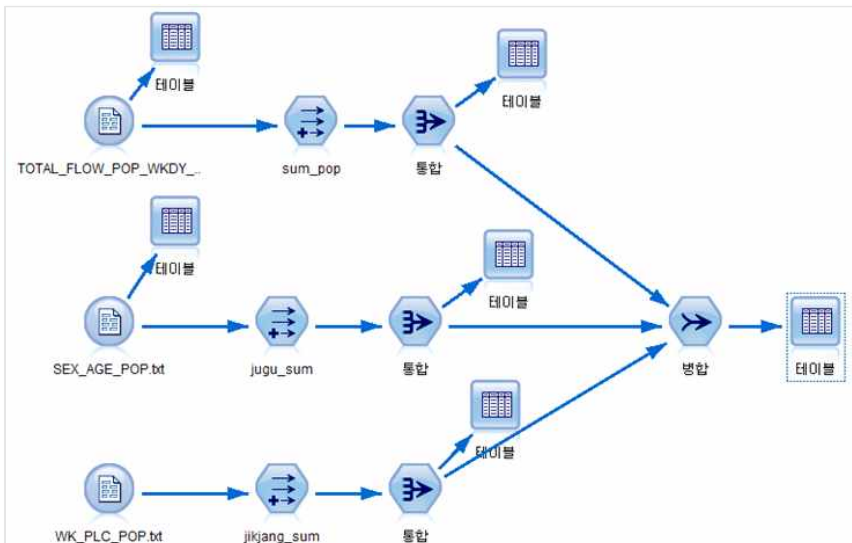 테이블
테이블
TOTAL_FLOW_POP_WKDY_...
sum_pop
통합
테이블
테이블
SEX_AGE_POP.txt
jugu_sum
통합
병합
테이블
테이블
WK_PLC_POP.txt
jikjang_sum
통합